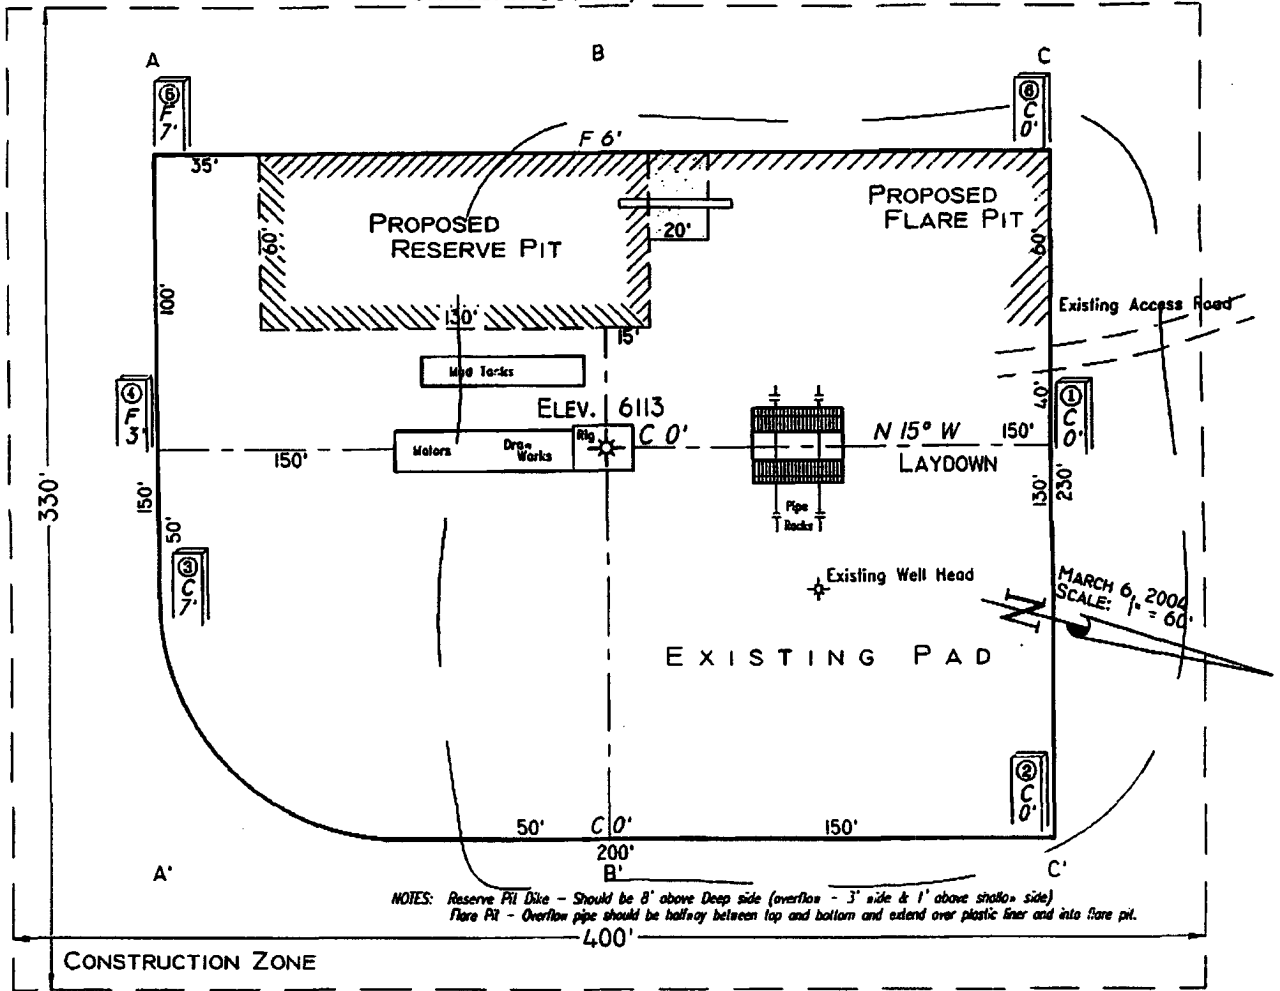 A
B
C
⑤
F
7'
⑥
C
0'
F 6'
35'
PROPOSED
RESERVE PIT
60'
20'
PROPOSED
FLARE PIT
60'
100'
130'
15'
Existing Access Road
Mud Tanks
④
F
3'
ELEV. 6113
Rig
C 0'
Motors
Draw
Works
N 15° W
150'
LAYDOWN
40'
①
C
0'
150'
150'
50'
130'
230'
330'
Pipe
Racks
③
C
7'
Existing Well Head
MARCH 6, 2004
SCALE: 1" = 60'
N
EXISTING PAD
②
C
0'
50'
C 0'
150'
200'
A'
B'
C'
NOTES: Reserve Pit Dike - Should be 8' above Deep side (overflow - 3' wide & 1' above shallow side)
Flare Pit - Overflow pipe should be halfway between top and bottom and extend over plastic liner and into flare pit.
400'
CONSTRUCTION ZONE